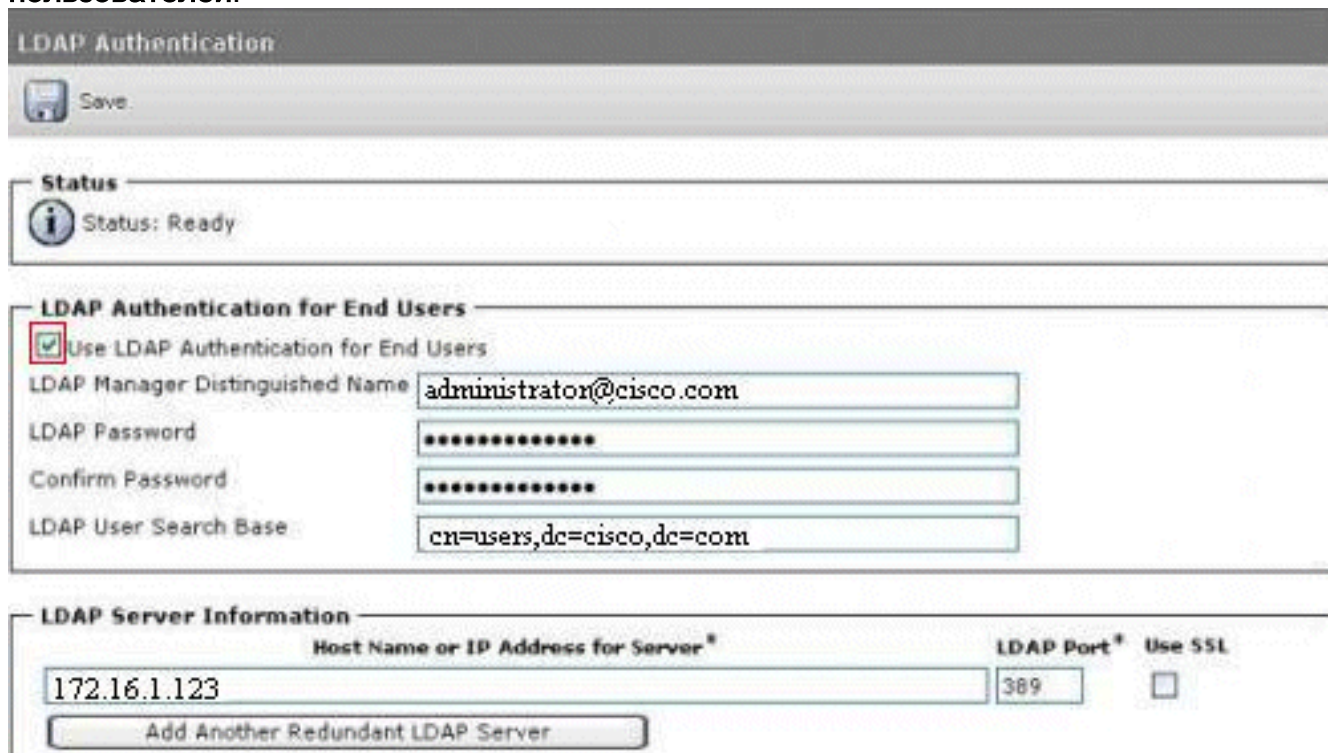 LDAP Authentication
Save
Status
Status: Ready
LDAP Authentication for End Users
Use LDAP Authentication for End Users
LDAP Manager Distinguished Name administrator@cisco.com
LDAP Password •••••••••••••
Confirm Password •••••••••••••
LDAP User Search Base cn=users,dc=cisco,dc=com
LDAP Server Information
Host Name or IP Address for Server* LDAP Port* Use SSL
172.16.1.123 389
Add Another Redundant LDAP Server